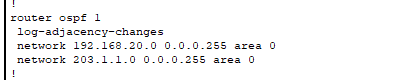 !
router ospf 1
log-adjacency-changes
network 192.168.20.0 0.0.0.255 area 0
network 203.1.1.0 0.0.0.255 area 0
!